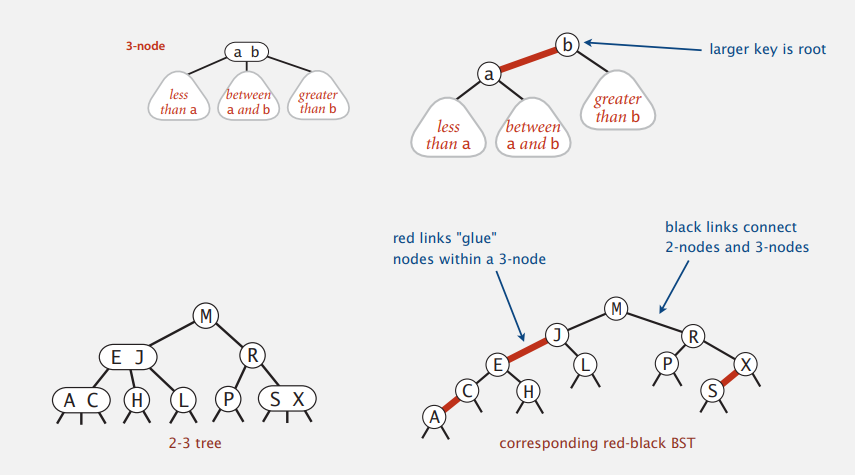 3-node
a b
less
than a
between
a and b
greater
than b
b
larger key is root
a
less
than a
between
a and b
greater
than b
red links "glue"
nodes within a 3-node
black links connect
2-nodes and 3-nodes
M
E J
R
A C
H
L
P
S X
2-3 tree
M
J
R
E
L
P
X
C
H
S
A
corresponding red-black BST